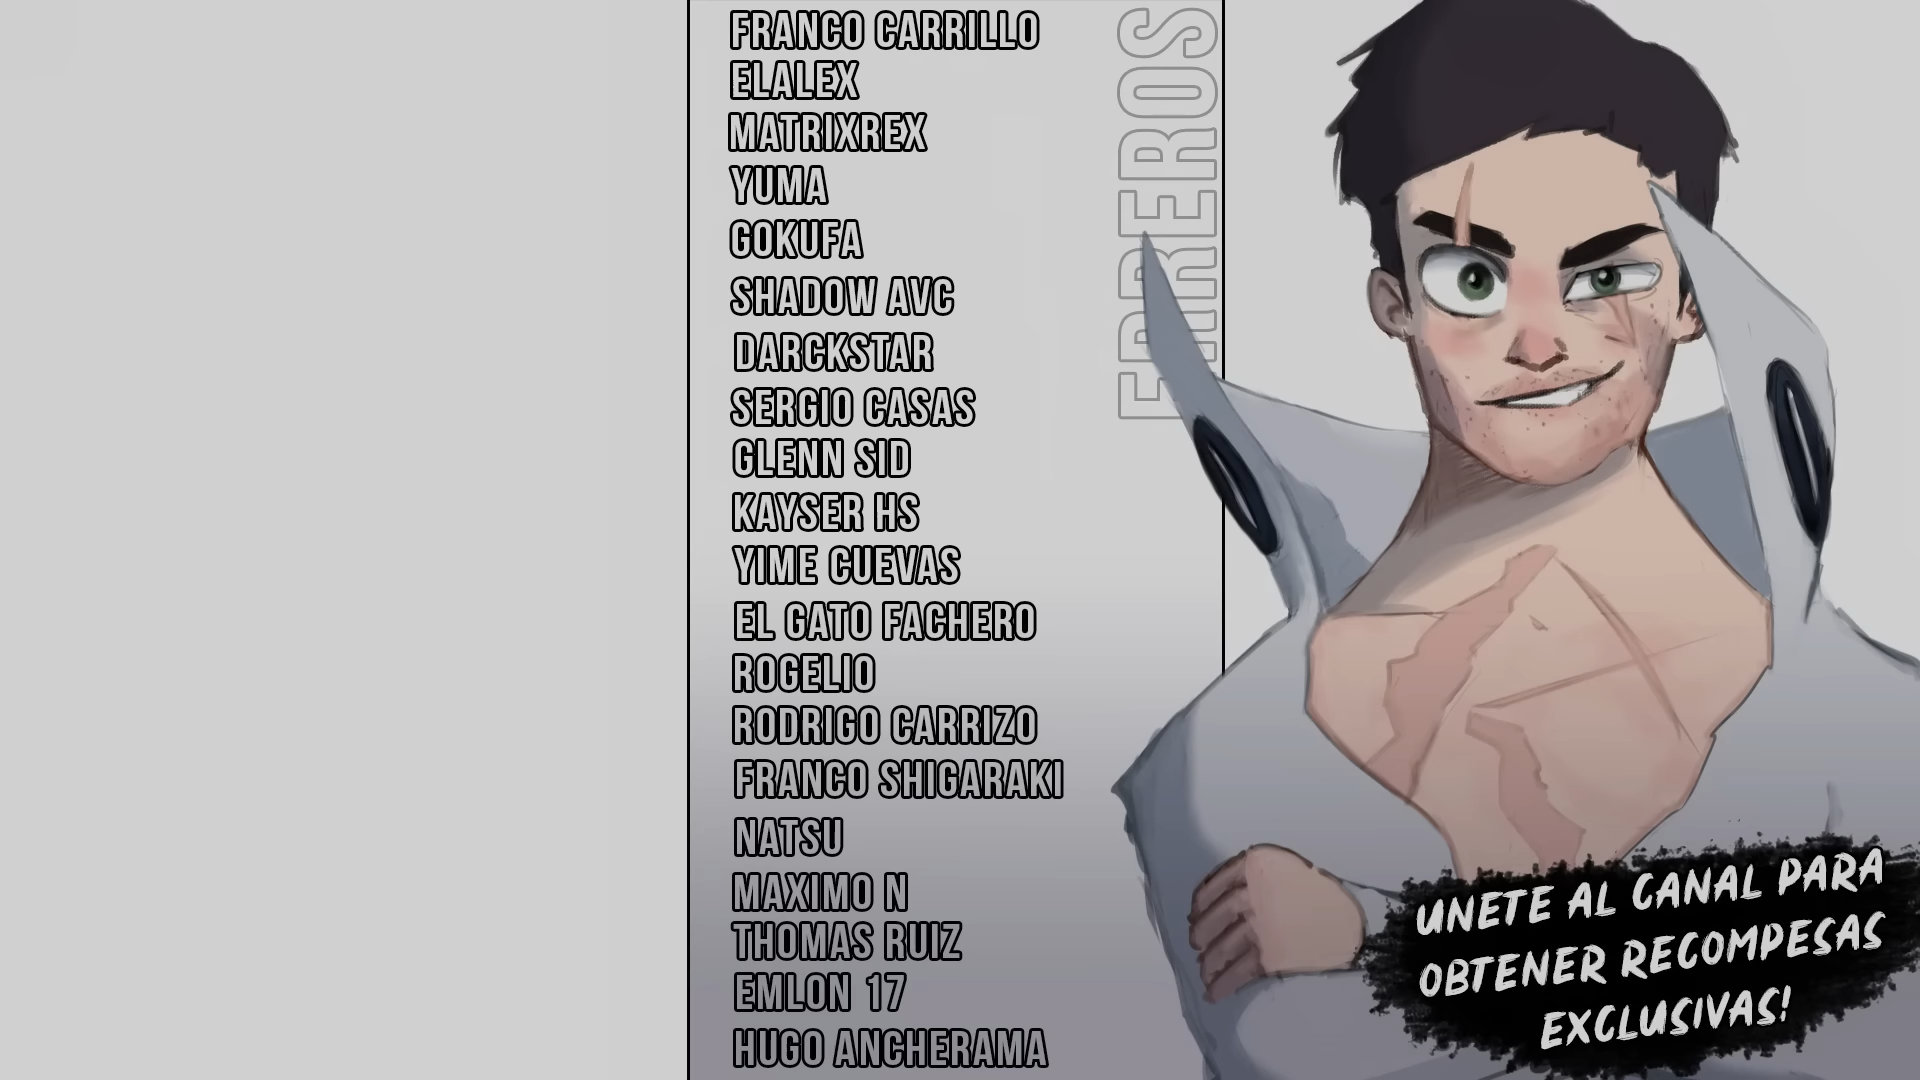 FRANCO CARRILLO
ELALEX
MATRIXREX
YUMA
GOKUFA
SHADOW AVC
DARCKSTAR
SERGIO CASAS
GLENN SID
KAYSER HS
YIME CUEVAS
EL GATO FACHERO
ROGELIO
RODRIGO CARRIZO
FRANCO SHIGARAKI
NATSU
MAXIMO N
THOMAS RUIZ
EMLON 17
HUGO ANCHERAMA
ERREROS
UNETE AL CANAL PARA
OBTENER RECOMPESAS
EXCLUSIVAS!